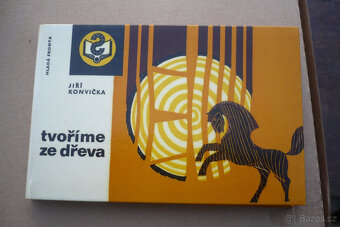 MLADÁ FRONTA
JIŘÍ
KONVIČKA
tvoříme
ze dřeva
Bazos.cz